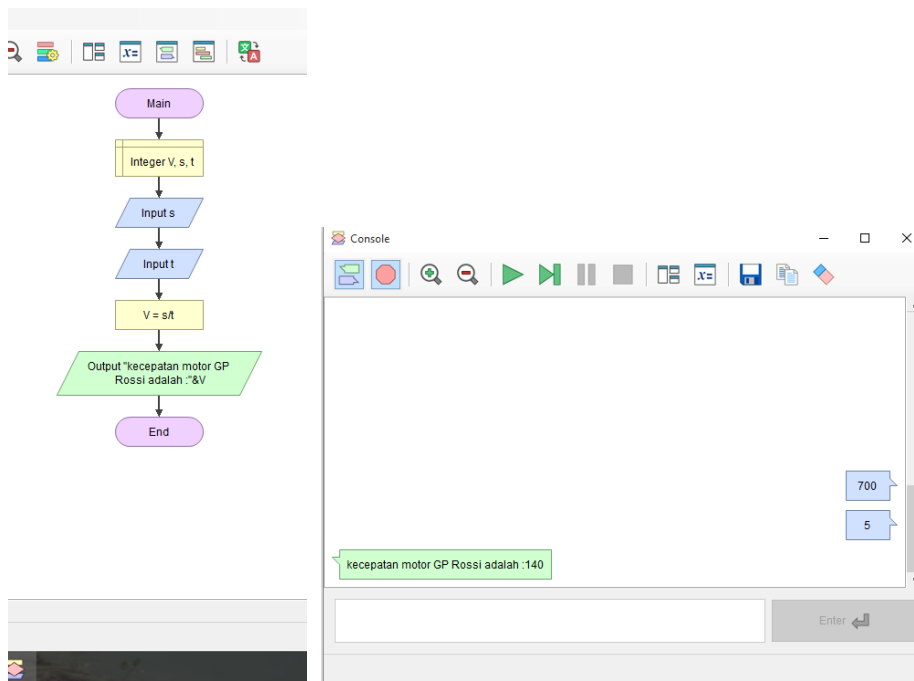 x=
Main
Integer V, s, t
Input s
Input t
V = s/t
Output "kecepatan motor GP
Rossi adalah :"&V
End
Console
x=
700
5
kecepatan motor GP Rossi adalah :140
Enter